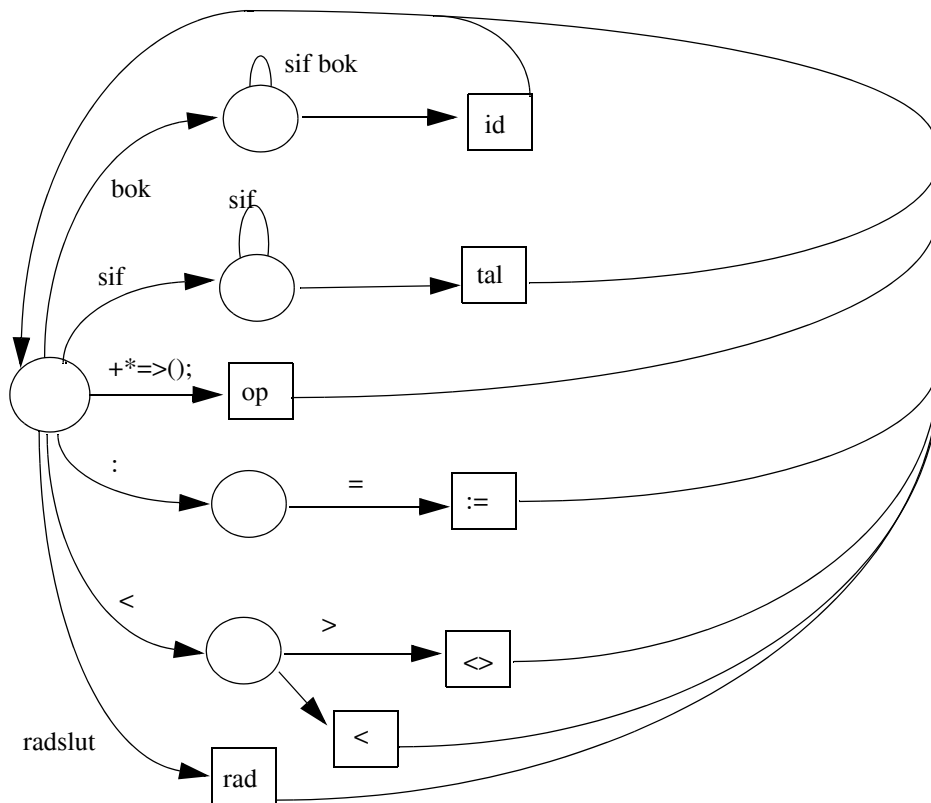 sif bok
id
bok
sif
sif
tal
+*=>();
op
:
=
:=
<
>
<>
<
radslut
rad